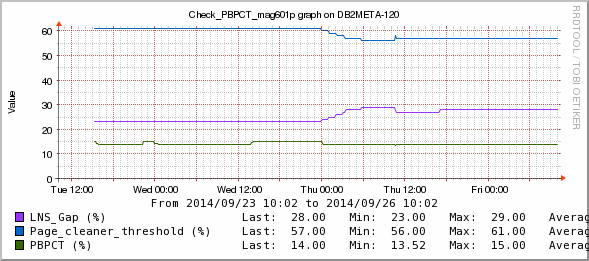 Check_PBPCT_mag601p graph on DB2META-120
RRDTOOL / TOBI OETIKER
Value
60
50
40
30
20
10
0
Tue 12:00 Wed 00:00 Wed 12:00 Thu 00:00 Thu 12:00 Fri 00:00
From 2014/09/23 10:02 to 2014/09/26 10:02
LNS_Gap (%) Last: 28.00 Min: 23.00 Max: 29.00 Averag
Page_cleaner_threshold (%) Last: 57.00 Min: 56.00 Max: 61.00 Averag
PBPCT (%) Last: 14.00 Min: 13.52 Max: 15.00 Averag